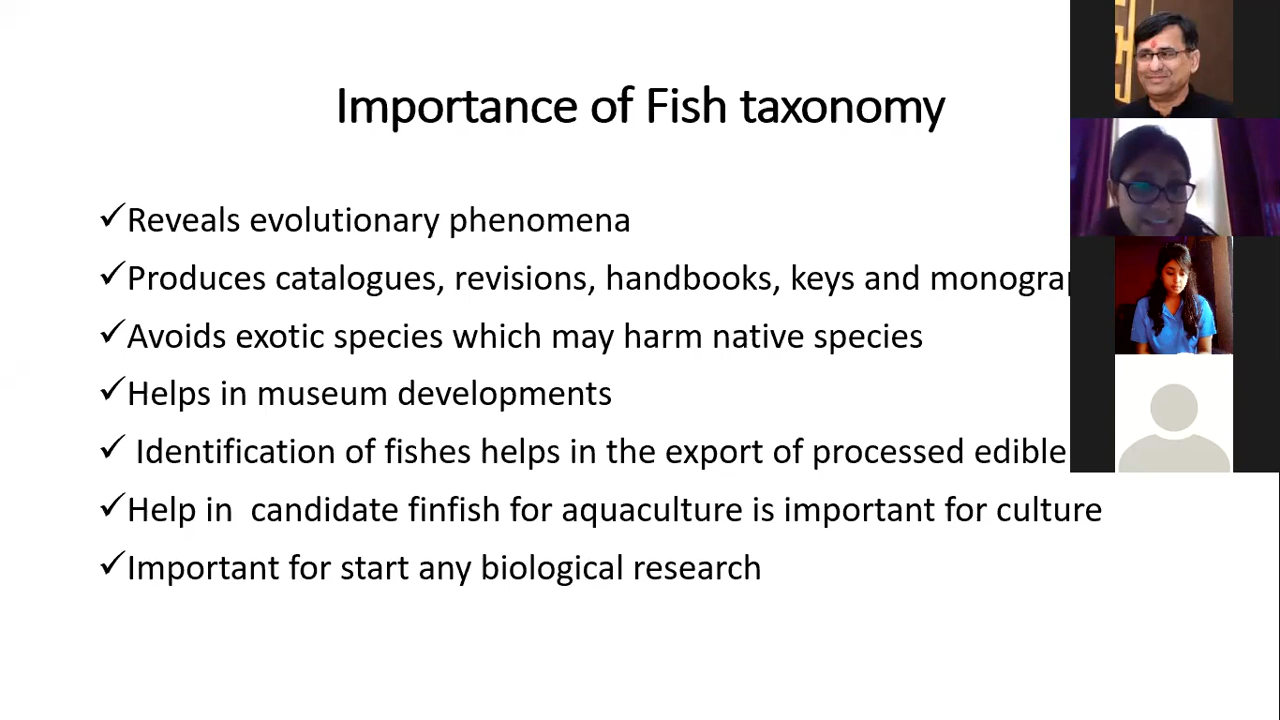 Importance of Fish taxonomy
✓Reveals evolutionary phenomena
✓Produces catalogues, revisions, handbooks, keys and
✓Avoids exotic species which may harm native species
✓Helps in museum developments
✓ Identification of fishes helps in the export of processed edible
✓Help in  candidate finfish for aquaculture is important for culture
✓Important for start any biological research